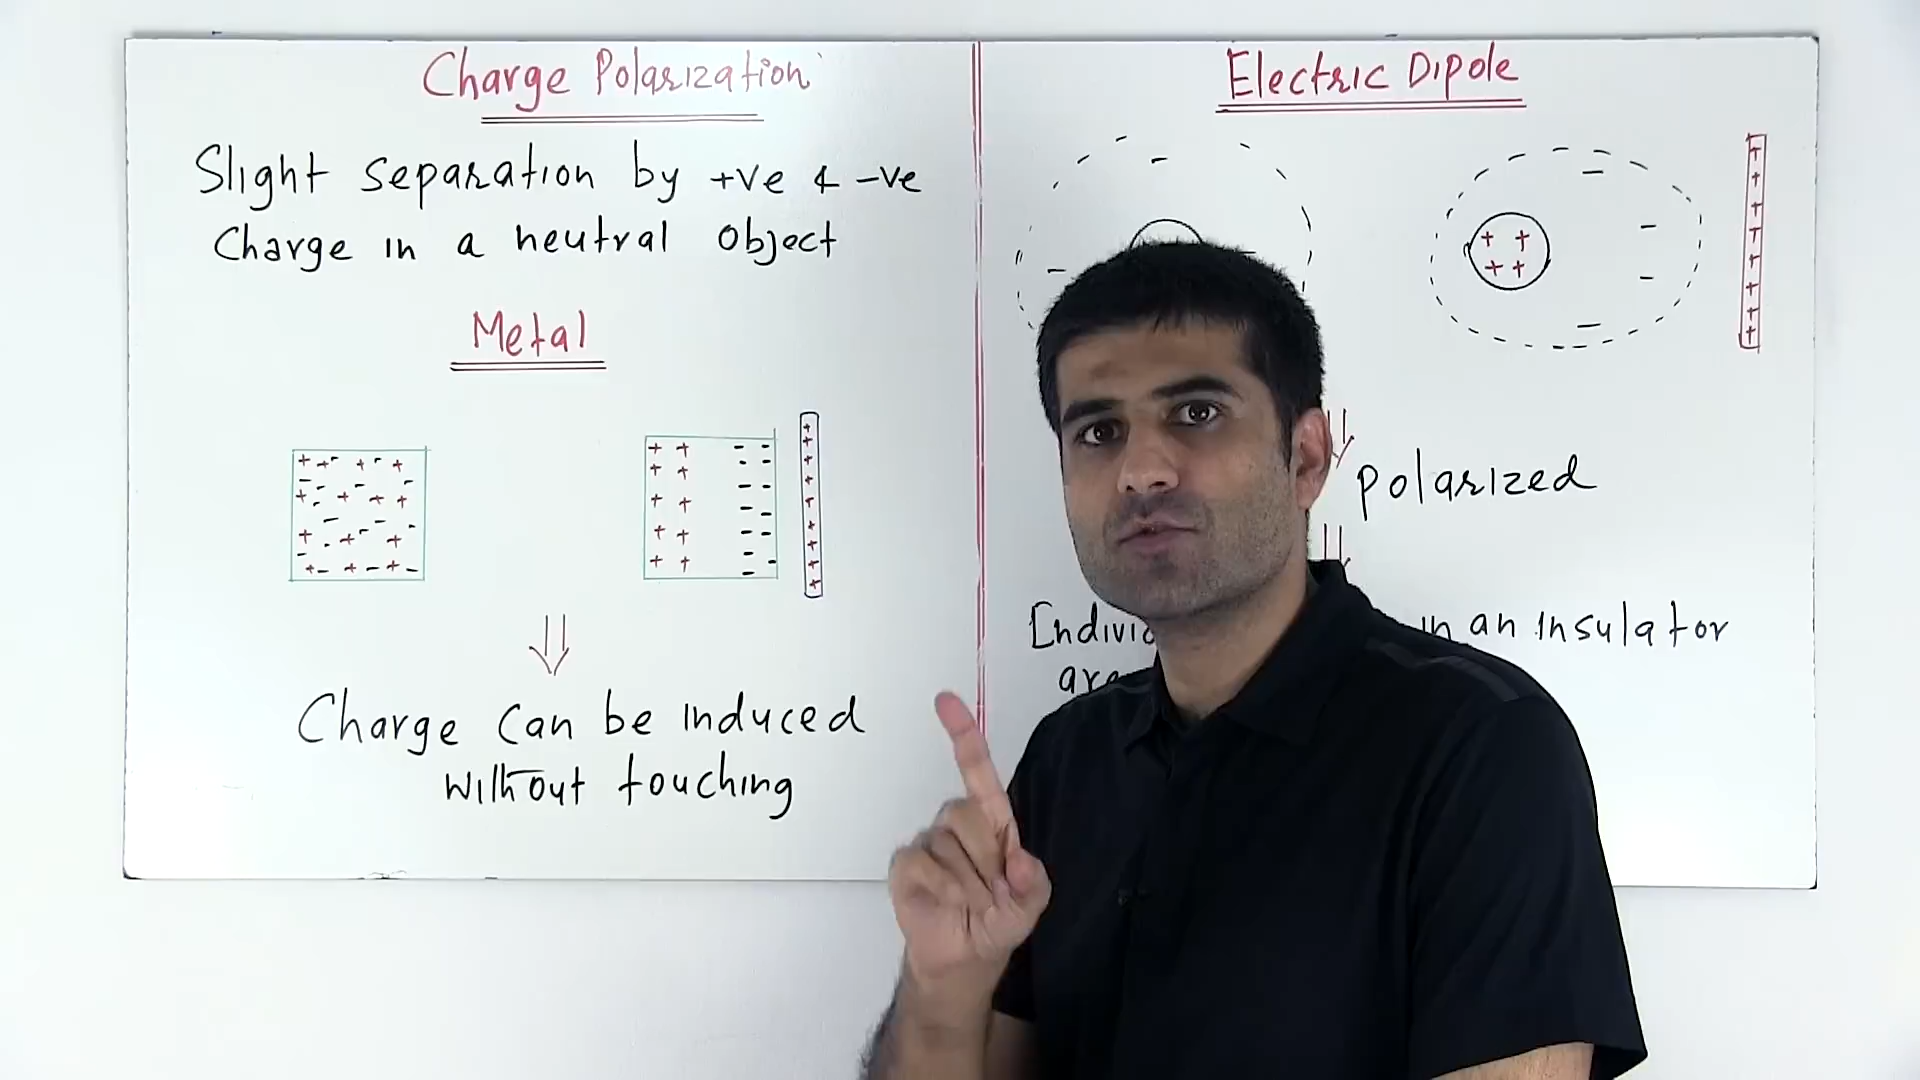 Charge Polarization
Slight separation by +ve & -ve
Charge in a neutral object
Metal
Charge can be induced
without touching
Electric Dipole
polarized
in an insulator